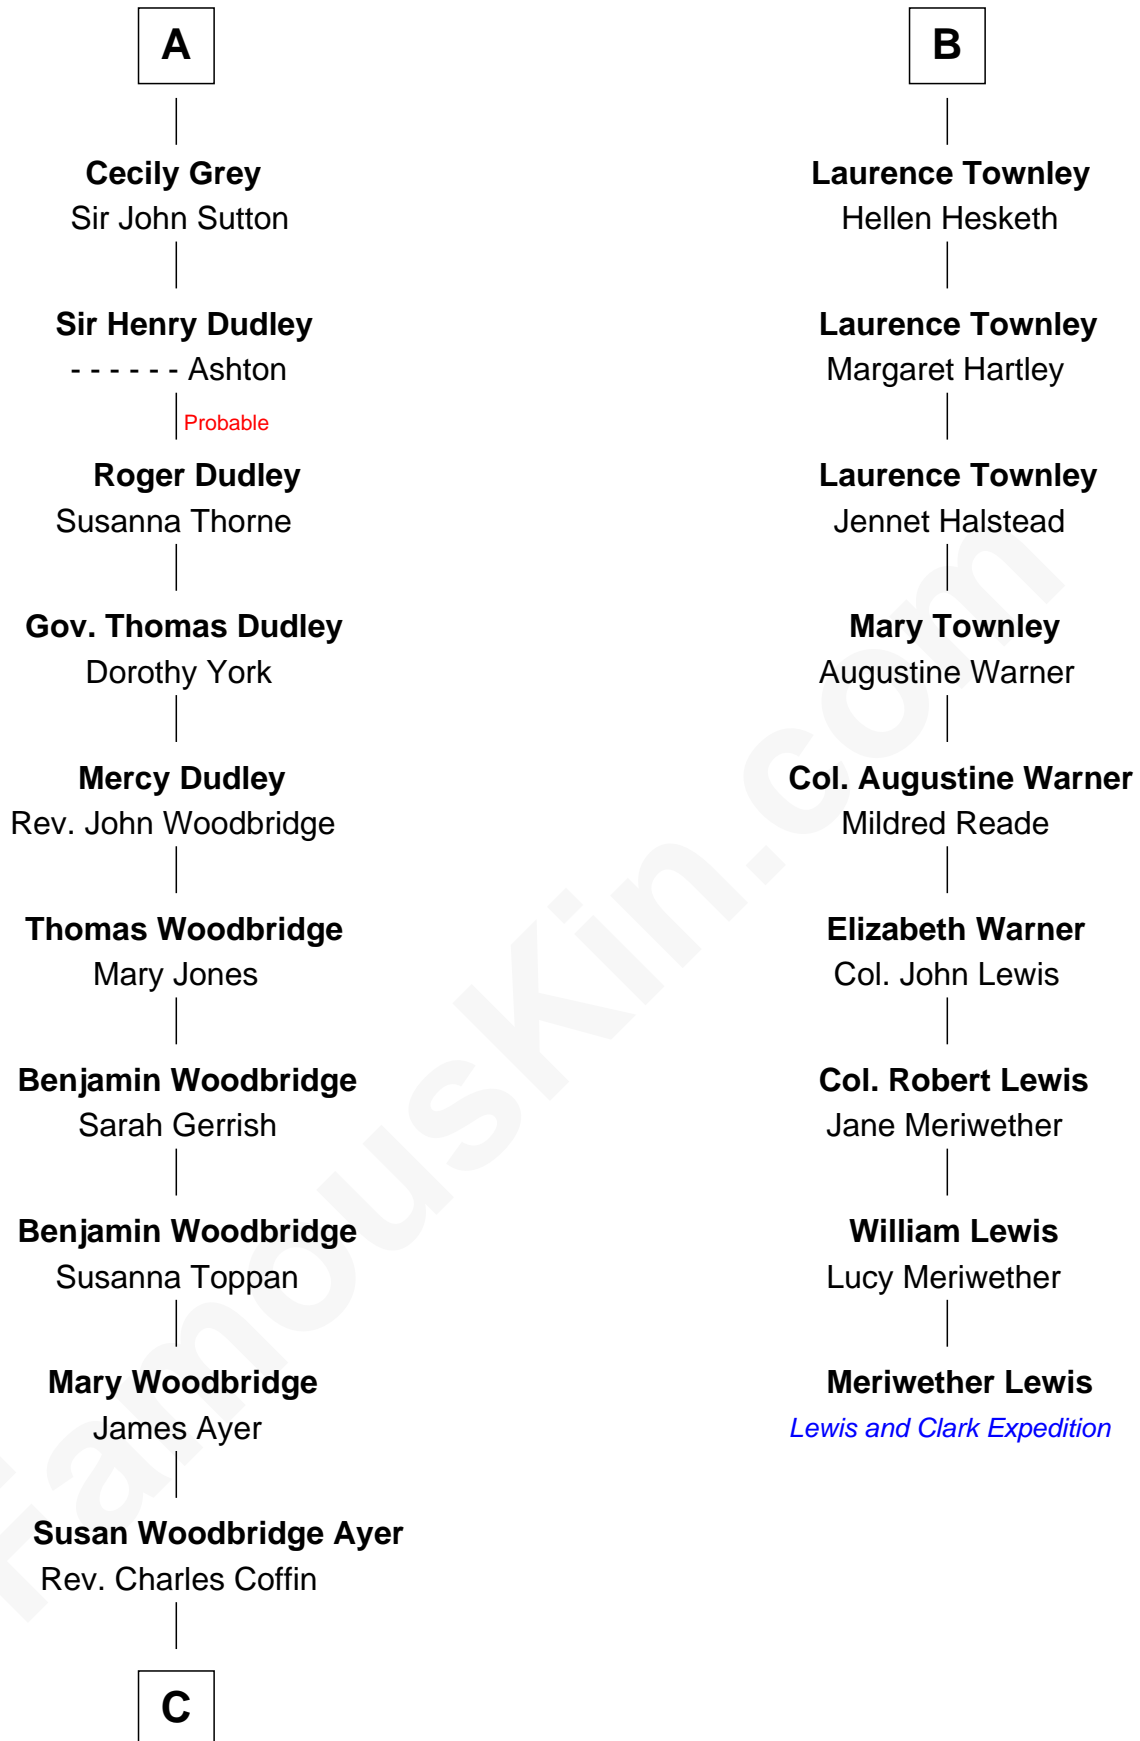 A
Cecily Grey
Sir John Sutton
Sir Henry Dudley
- - - - - - Ashton
Probable
Roger Dudley
Susanna Thorne
Gov. Thomas Dudley
Dorothy York
Mercy Dudley
Rev. John Woodbridge
Thomas Woodbridge
Mary Jones
Benjamin Woodbridge
Sarah Gerrish
Benjamin Woodbridge
Susanna Toppan
Mary Woodbridge
James Ayer
Susan Woodbridge Ayer
Rev. Charles Coffin
C
B
Laurence Townley
Hellen Hesketh
Laurence Townley
Margaret Hartley
Laurence Townley
Jennet Halstead
Mary Townley
Augustine Warner
Col. Augustine Warner
Mildred Reade
Elizabeth Warner
Col. John Lewis
Col. Robert Lewis
Jane Meriwether
William Lewis
Lucy Meriwether
Meriwether Lewis
Lewis and Clark Expedition
FamousKin.com